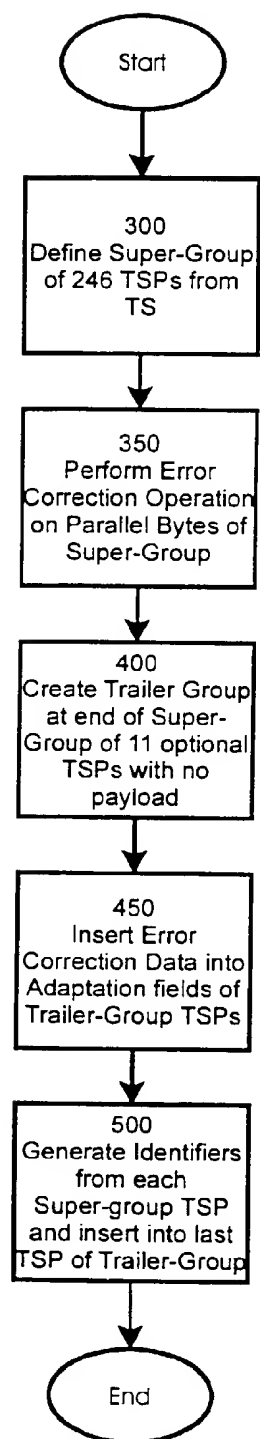 Start
300
Define Super-Group
of 246 TSPs from
TS
350
Perform Error
Correction Operation
on Parallel Bytes of
Super-Group
400
Create Trailer Group
at end of Super-
Group of 11 optional
TSPs with no
payload
450
Insert Error
Correction Data into
Adaptation fields of
Trailer-Group TSPs
500
Generate Identifiers
from each
Super-group TSP
and insert into last
TSP of Trailer-Group
End